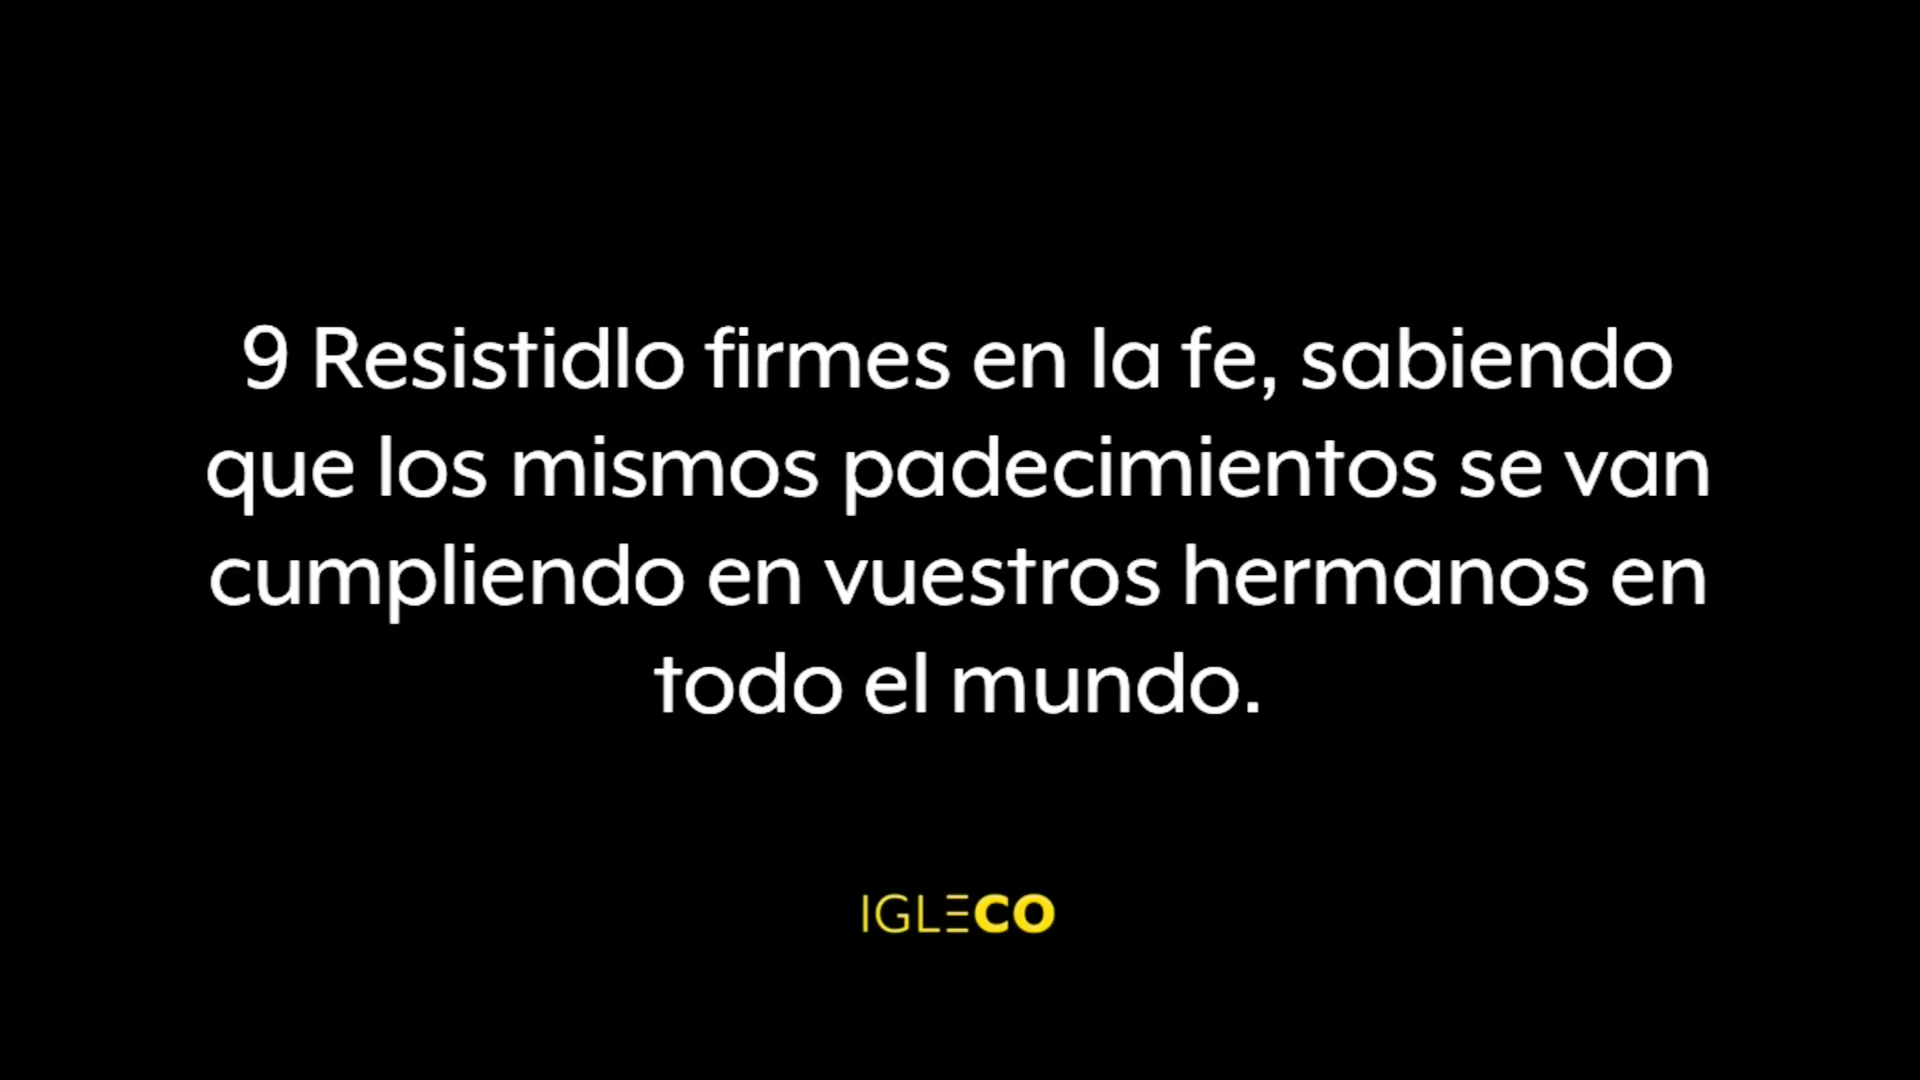 9 Resistidlo firmes en la fe, sabiendo
que los mismos padecimientos se van
cumpliendo en vuestros hermanos en
todo el mundo.
IGLECO